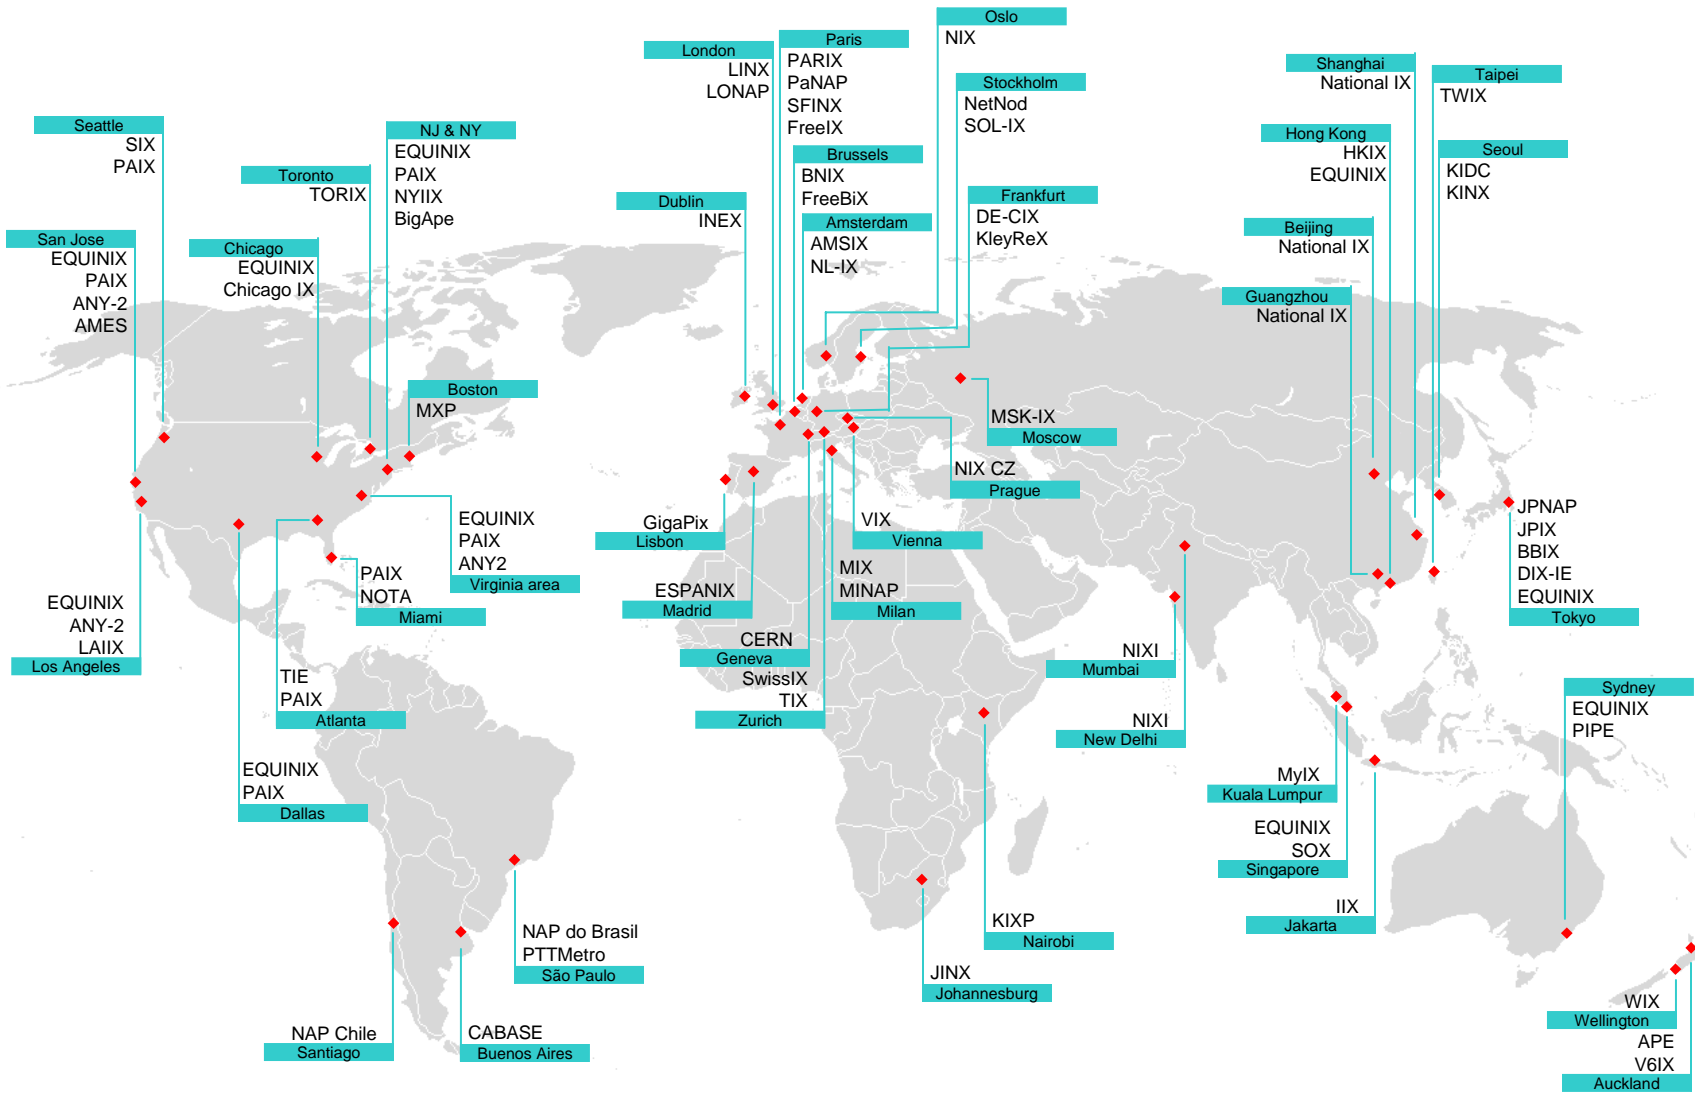 Oslo
NIX
Paris
PARIX
PaNAP
SFINX
FreeIX
London
LINX
LONAP
Stockholm
NetNod
SOL-IX
Shanghai
National IX
Taipei
TWIX
Seattle
SIX
PAIX
NJ & NY
EQUINIX
PAIX
NYIIX
BigApe
Toronto
TORIX
Brussels
BNIX
FreeBiX
Hong Kong
HKIX
EQUINIX
Seoul
KIDC
KINX
Dublin
INEX
Frankfurt
DE-CIX
KleyReX
Amsterdam
AMSIX
NL-IX
Beijing
National IX
San Jose
EQUINIX
PAIX
ANY-2
AMES
Chicago
EQUINIX
Chicago IX
Guangzhou
National IX
Boston
MXP
MSK-IX
Moscow
NIX CZ
Prague
GigaPix
Lisbon
VIX
Vienna
EQUINIX
PAIX
ANY2
Virginia area
JPNAP
JPIX
BBIX
DIX-IE
EQUINIX
Tokyo
PAIX
NOTA
Miami
ESPANIX
Madrid
MIX
MINAP
Milan
EQUINIX
ANY-2
LAIIX
Los Angeles
CERN
Geneva
SwissIX
TIX
Zurich
NIXI
Mumbai
TIE
PAIX
Atlanta
NIXI
New Delhi
Sydney
EQUINIX
PIPE
EQUINIX
PAIX
Dallas
MyIX
Kuala Lumpur
EQUINIX
SOX
Singapore
IIX
Jakarta
NAP do Brasil
PTTMetro
São Paulo
KIXP
Nairobi
JINX
Johannesburg
NAP Chile
Santiago
CABASE
Buenos Aires
WIX
Wellington
APE
V6IX
Auckland